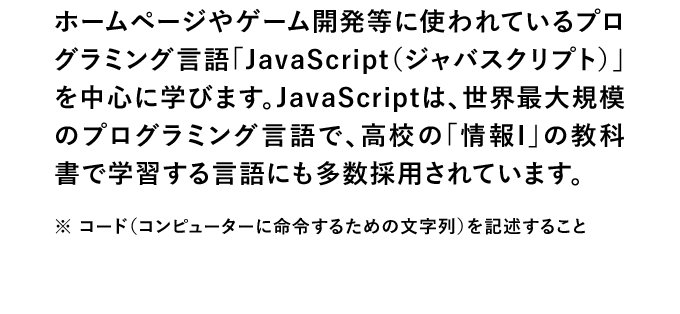 ホームページやゲーム開発等に使われているプロ
グラミング言語「JavaScript（ジャバスクリプト）」
を中心に学びます。JavaScriptは、世界最大規模
のプログラミング言語で、高校の「情報I」の教科
書で学習する言語にも多数採用されています。
※ コード（コンピューターに命令するための文字列）を記述すること